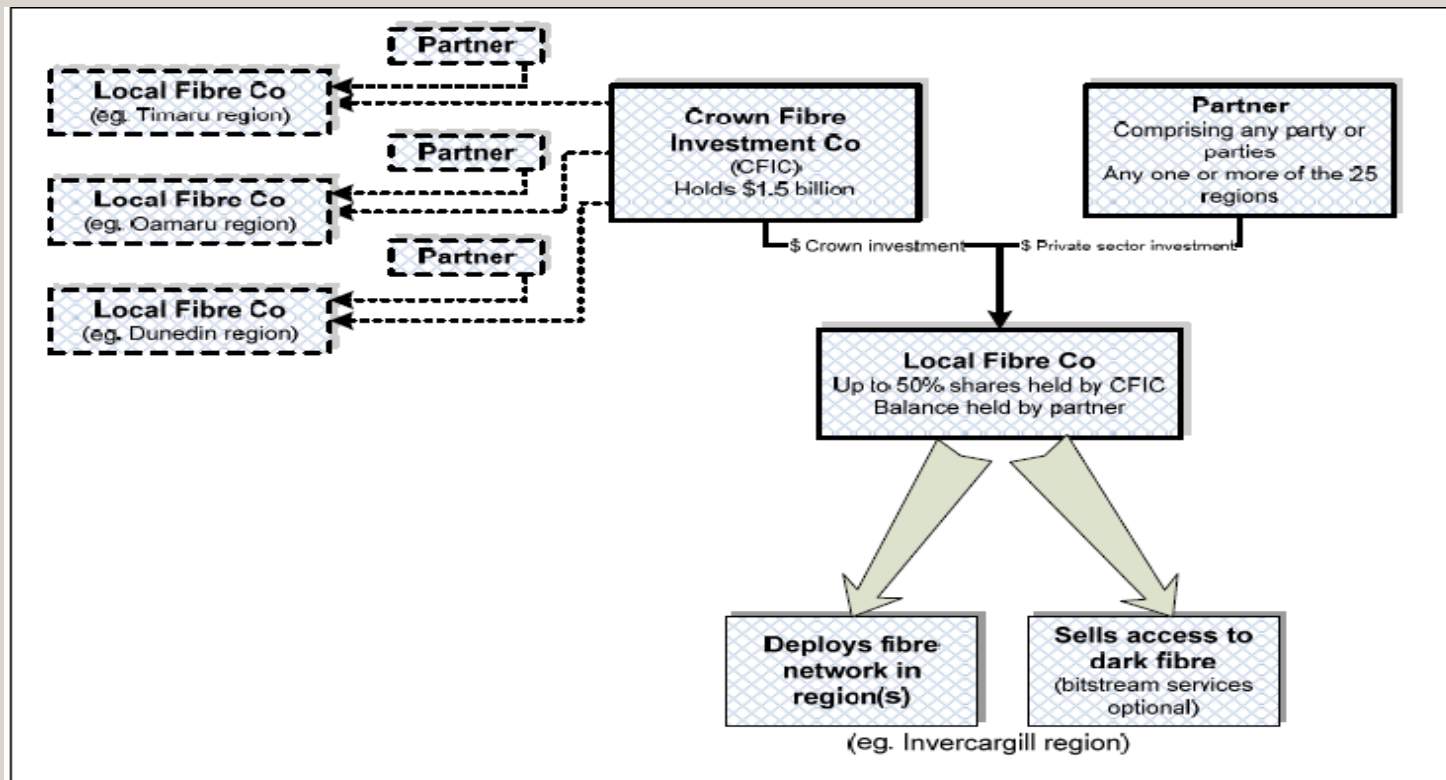 Partner
Local Fibre Co
(eg. Timaru region)
Partner
Local Fibre Co
(eg. Oamaru region)
Partner
Local Fibre Co
(eg. Dunedin region)
Crown Fibre
Investment Co
(CFIC)
Holds $1.5 billion
Partner
Comprising any party or
parties
Any one or more of the 25
regions
$ Crown investment
$ Private sector investment
Local Fibre Co
Up to 50% shares held by CFIC
Balance held by partner
Deploys fibre
network in
region(s)
Sells access to
dark fibre
(bitstream services
optional)
(eg. Invercargill region)